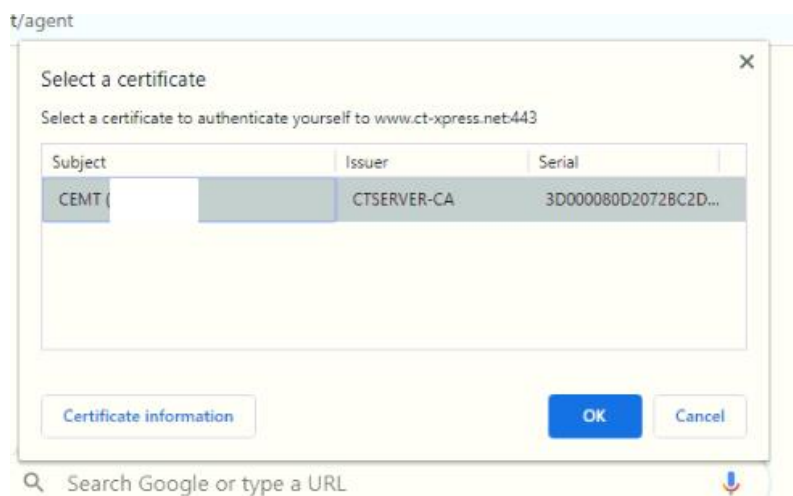 t/agent
Select a certificate
Select a certificate to authenticate yourself to www.ct-xpress.net:443
Subject Issuer Serial
CEMT ( CTSERVER-CA 3D000080D2072BC2D...
Certificate information OK Cancel
Search Google or type a URL